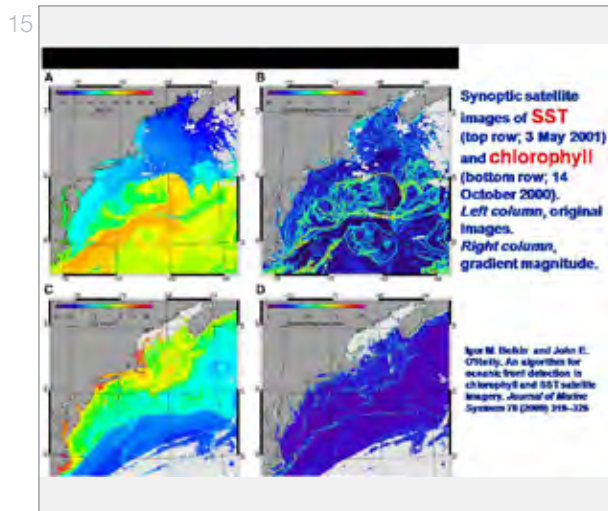 15
A
B
Synoptic satellite
images of SST
(top row; 3 May 2001)
and chlorophyll
(bottom row; 14
October 2000).
Left column, original
images.
Right column,
gradient magnitude.
C
D
Igor M. Belkin and John E.
O'Reilly. An algorithm for
oceanic front detection in
chlorophyll and SST satellite
imagery. Journal of Marine
Systems 78 (2009) 319–326